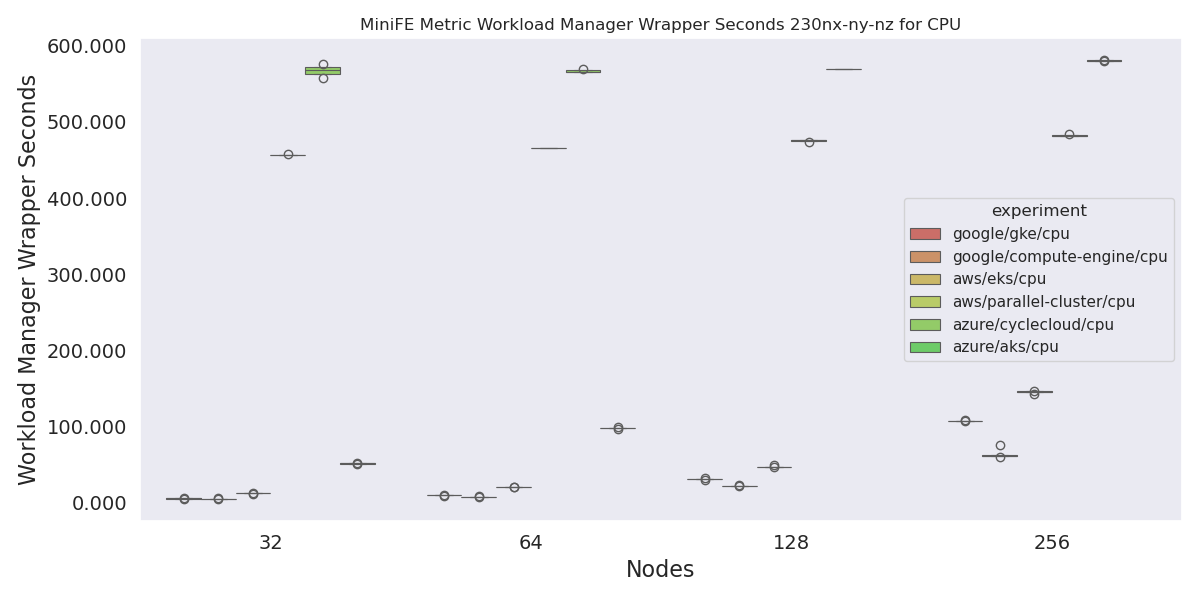 MiniFE Metric Workload Manager Wrapper Seconds 230nx-ny-nz for CPU
Workload Manager Wrapper Seconds
600.000
500.000
400.000
300.000
200.000
100.000
0.000
experiment
google/gke/cpu
google/compute-engine/cpu
aws/eks/cpu
aws/parallel-cluster/cpu
azure/cyclecloud/cpu
azure/aks/cpu
32
64
128
256
Nodes